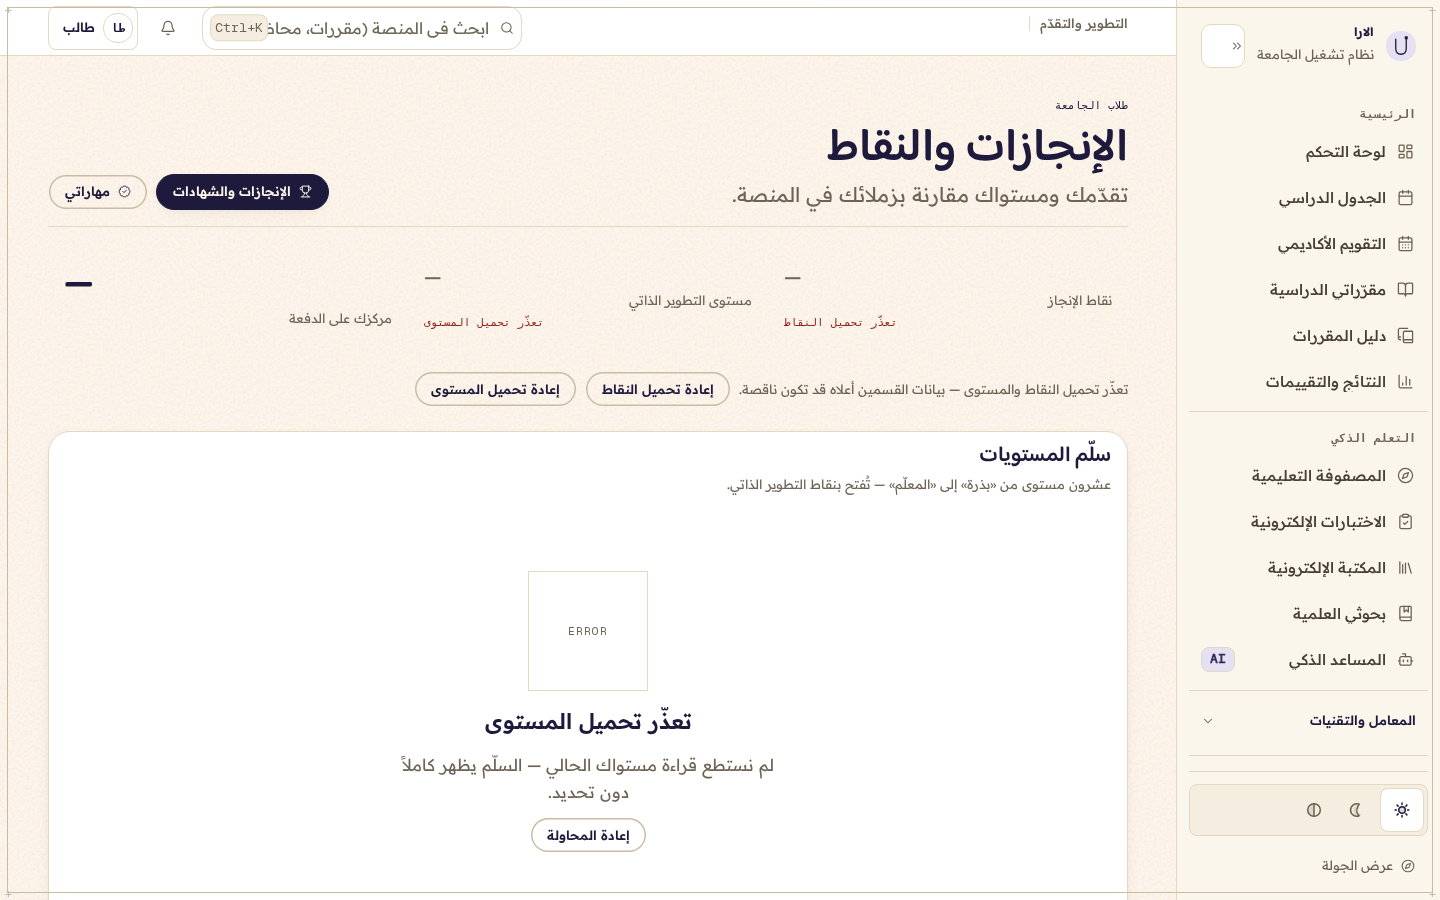 الارا
نظام تشغيل الجامعة
الرئيسية
لوحة التحكم
الجدول الدراسي
التقويم الأكاديمي
مقرّراتي الدراسية
دليل المقررات
النتائج والتقييمات
التعلم الذكي
المصفوفة التعليمية
الاختبارات الإلكترونية
المكتبة الإلكترونية
بحوثي العلمية
المساعد الذكي
AI
المعامل والتقنيات
عرض الجولة
التطوير والتقدّم
ابحث في المنصة (مقررات، محاض
Ctrl+K
طا
طالب
طلاب الجامعة
الإنجازات والنقاط
تقدّمك ومستواك مقارنة بزملائك في المنصة.
الإنجازات والشهادات
مهاراتي
نقاط الإنجاز
—
تعذّر تحميل النقاط
مستوى التطوير الذاتي
—
تعذّر تحميل المستوى
مركزك على الدفعة
—
تعذّر تحميل النقاط والمستوى — بيانات القسمين أعلاه قد تكون ناقصة.
إعادة تحميل النقاط
إعادة تحميل المستوى
سلّم المستويات
عشرون مستوى من «بذرة» إلى «المعلّم» — تُفتح بنقاط التطوير الذاتي.
ERROR
تعذّر تحميل المستوى
لم نستطع قراءة مستواك الحالي — السلّم يظهر كاملاً
دون تحديد.
إعادة المحاولة